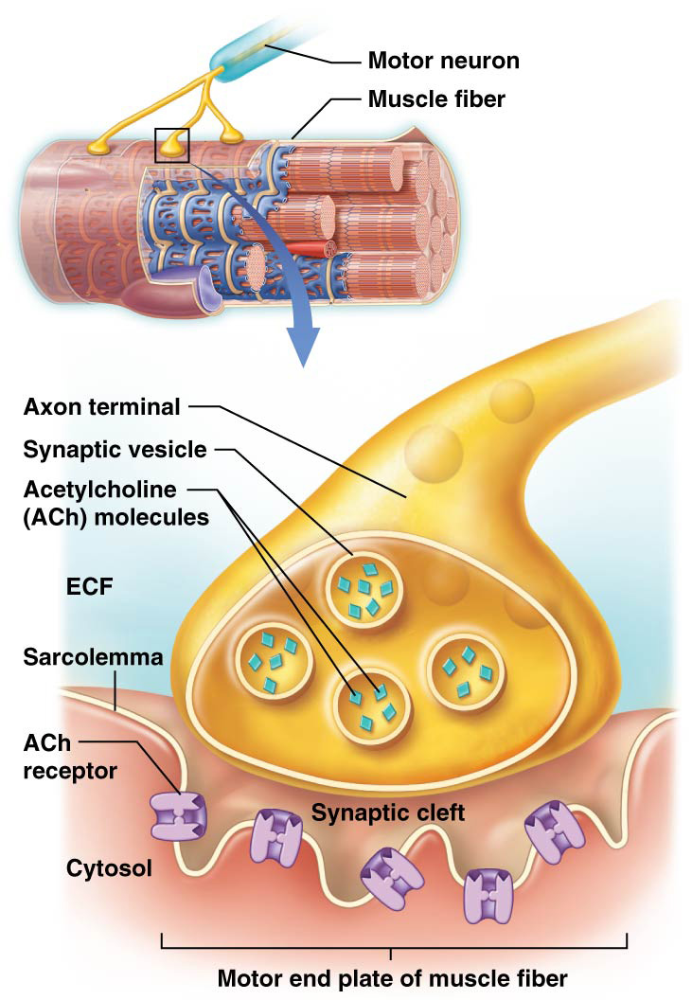 Motor neuron
Muscle fiber
Axon terminal
Synaptic vesicle
Acetylcholine
(ACh) molecules
ECF
Sarcolemma
ACh
receptor
Synaptic cleft
Cytosol
Motor end plate of muscle fiber